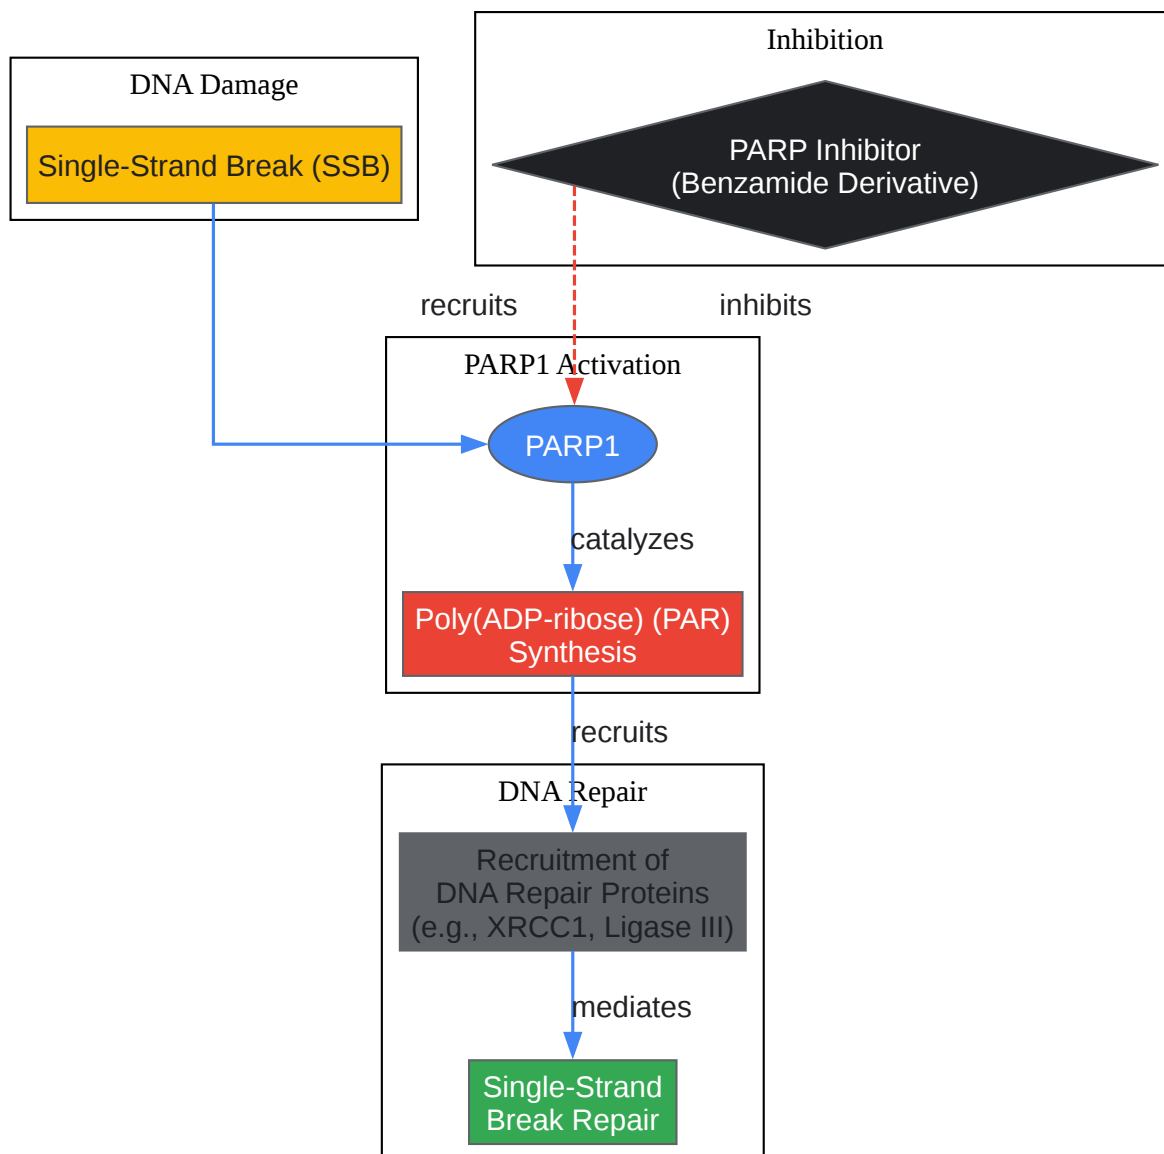 Inhibition
DNA Damage
PARP Inhibitor
(Benzamide Derivative)
Single-Strand Break (SSB)
recruits
inhibits
PARP1 Activation
PARP1
catalyzes
Poly(ADP-ribose) (PAR)
Synthesis
recruits
DNA Repair
Recruitment of
DNA Repair Proteins
(e.g., XRCC1, Ligase III)
mediates
Single-Strand
Break Repair